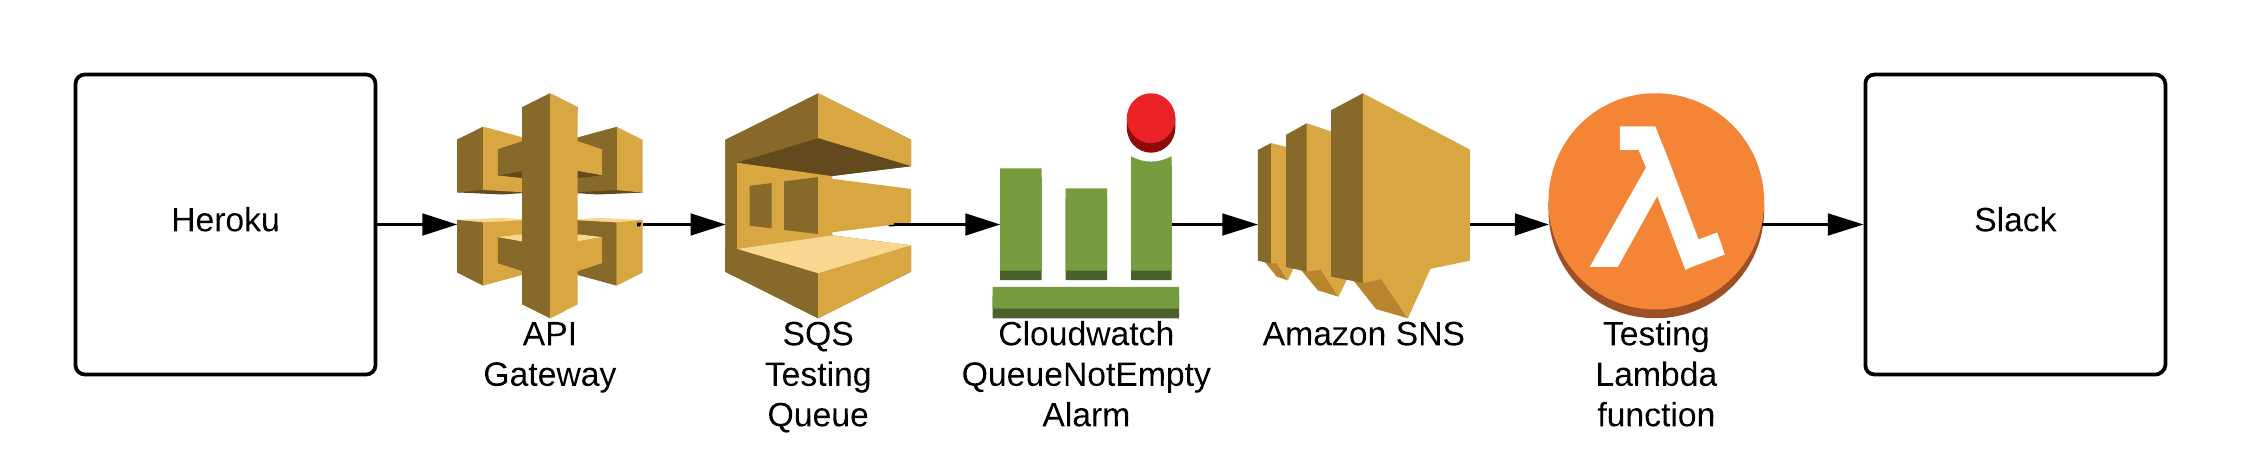 Heroku
API
Gateway
SQS
Testing
Queue
Cloudwatch
QueueNotEmpty
Alarm
Amazon SNS
Testing
Lambda
function
Slack